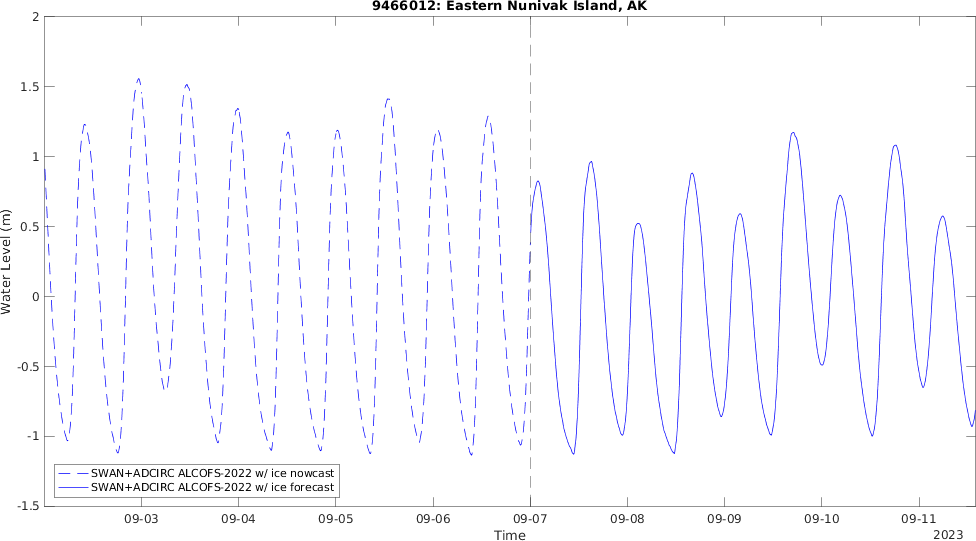 9466012: Eastern Nunivak Island, AK
2
1.5
1
0.5
0
-0.5
-1
-1.5
Water Level (m)
SWAN+ADCIRC ALCOFS-2022 w/ ice nowcast
SWAN+ADCIRC ALCOFS-2022 w/ ice forecast
09-03 09-04 09-05 09-06 09-07 09-08 09-09 09-10 09-11
Time
2023